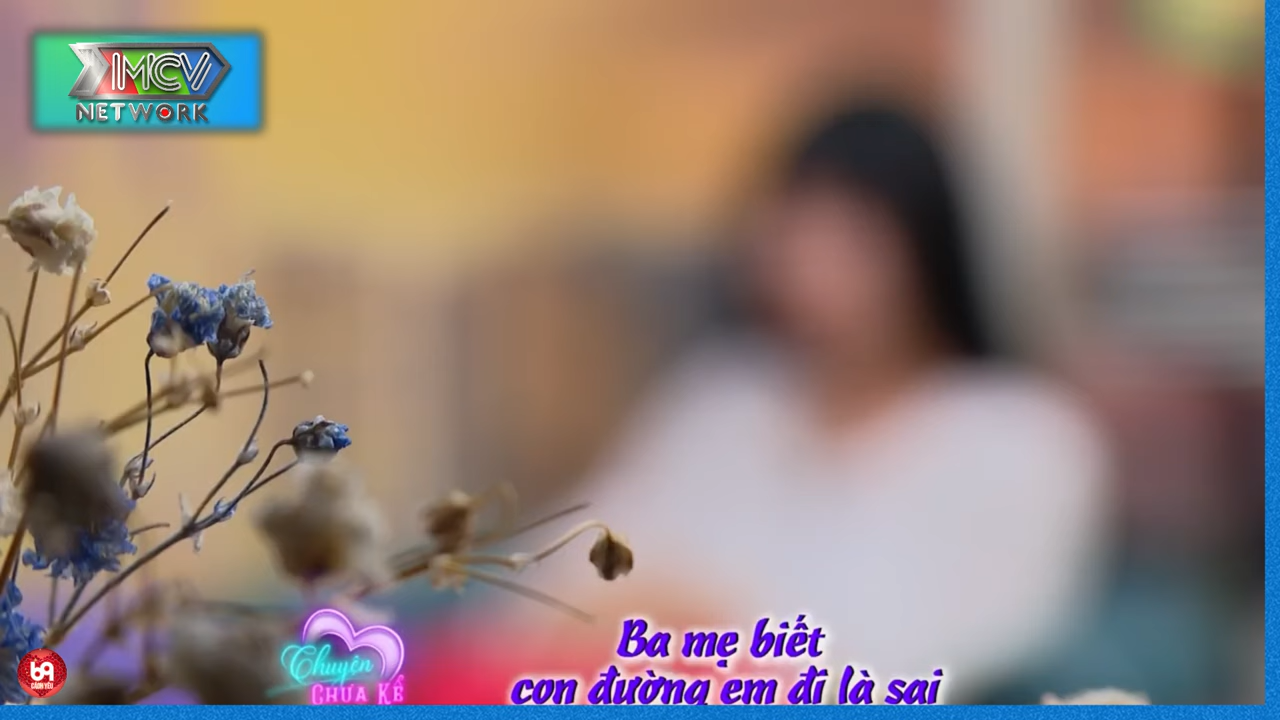 MCV
NETWORK
Ba mẹ biết
Chuyện
CHƯA KỂ
con đường em đi là sai